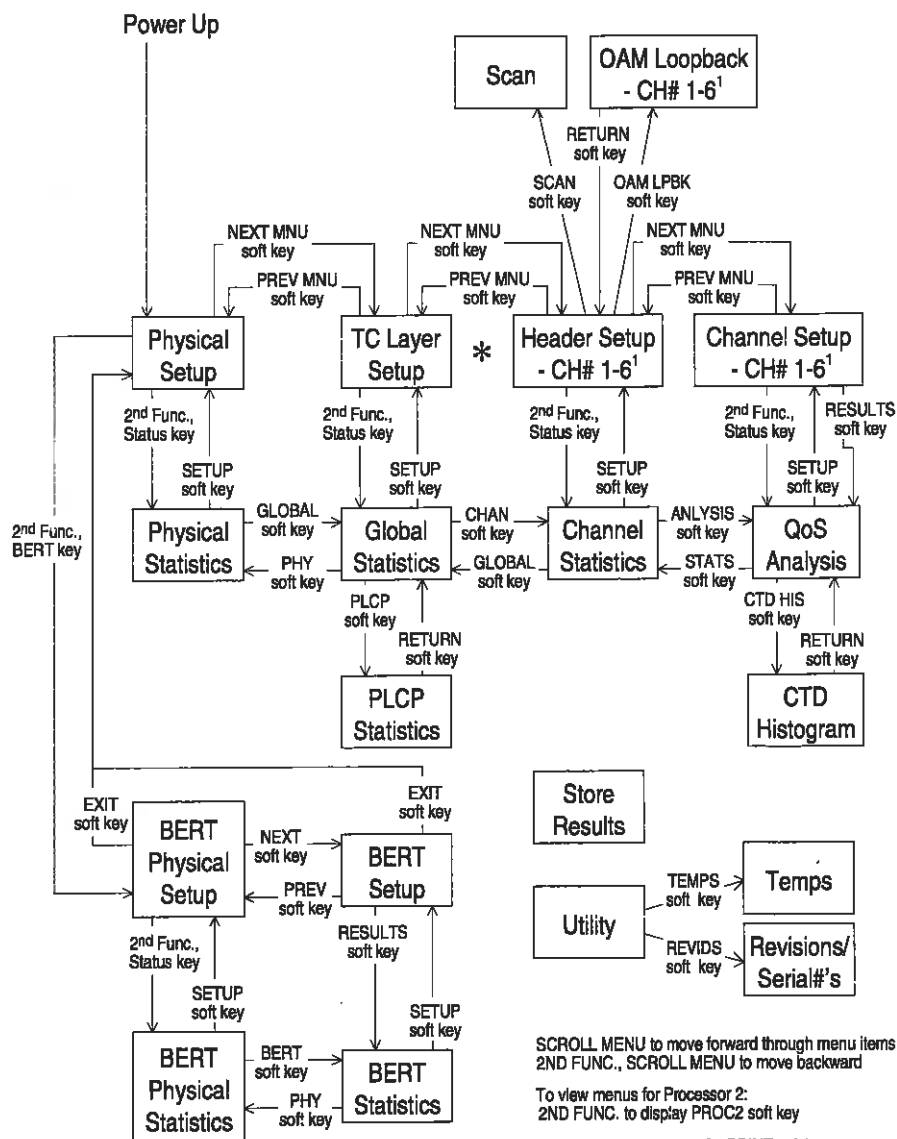 Power Up
Scan
OAM Loopback
- CH# 1-6¹
RETURN
soft key
SCAN
soft key
OAM LPBK
soft key
NEXT MNU
soft key
PREV MNU
soft key
NEXT MNU
soft key
PREV MNU
soft key
NEXT MNU
soft key
PREV MNU
soft key
Physical
Setup
TC Layer
Setup
*
Header Setup
- CH# 1-6¹
Channel Setup
- CH# 1-6¹
2nd Func.,
Status key
SETUP
soft key
2nd Func.,
Status key
SETUP
soft key
2nd Func.,
Status key
SETUP
soft key
2nd Func.,
Status key
SETUP
soft key
RESULTS
soft key
2nd Func.,
BERT key
Physical
Statistics
GLOBAL
soft key
PHY
soft key
Global
Statistics
CHAN
soft key
GLOBAL
soft key
Channel
Statistics
ANLYSIS
soft key
STATS
soft key
QoS
Analysis
PLCP
soft key
RETURN
soft key
CTD HIS
soft key
RETURN
soft key
PLCP
Statistics
CTD
Histogram
EXIT
soft key
EXIT
soft key
BERT
Physical
Setup
NEXT
soft key
PREV
soft key
BERT
Setup
Store
Results
Utility
TEMPS
soft key
Temps
REVIDS
soft key
Revisions/
Serial#'s
2nd Func.,
Status key
SETUP
soft key
RESULTS
soft key
SETUP
soft key
BERT
Physical
Statistics
BERT
soft key
PHY
soft key
BERT
Statistics
SCROLL MENU to move forward through menu items
2ND FUNC., SCROLL MENU to move backward
To view menus for Processor 2:
2ND FUNC. to display PROC2 soft key